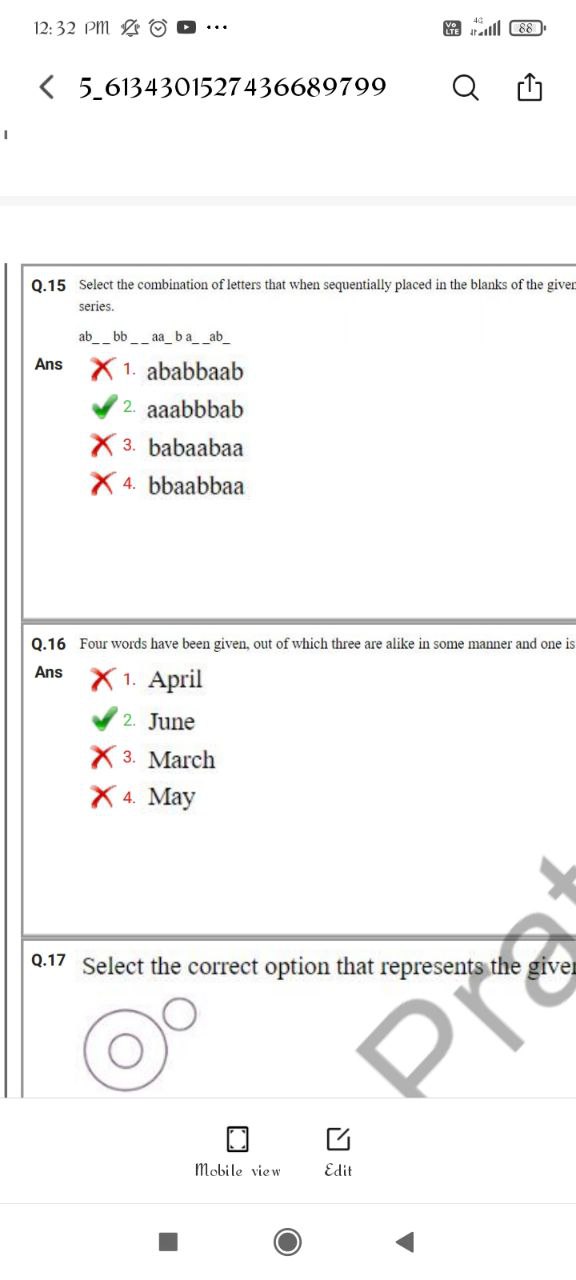 12:32 PM ...
Vo LTE 4G 88
5_6134301527436689799
Q.15 Select the combination of letters that when sequentially placed in the blanks of the given
series.
ab_ _ bb _ _ aa_ b a_ _ab_
Ans 1. ababbaab
2. aaabbbab
3. babaabaa
4. bbaabbaa
Q.16 Four words have been given, out of which three are alike in some manner and one is
Ans 1. April
2. June
3. March
4. May
Q.17 Select the correct option that represents the given
Prat
Mobile view Edit